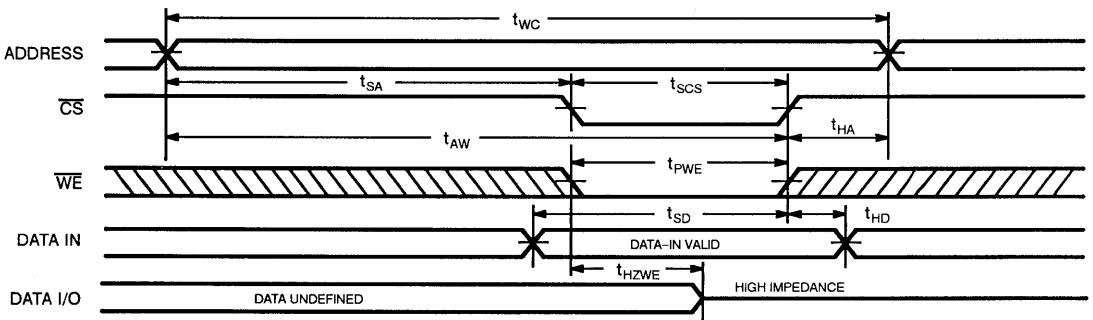 tWC
ADDRESS
tSA
tSCS
CS
tAW
tHA
WE
tPWE
tSD
tHD
DATA IN
DATA–IN VALID
tHZWE
DATA I/O
DATA UNDEFINED
HIGH IMPEDANCE